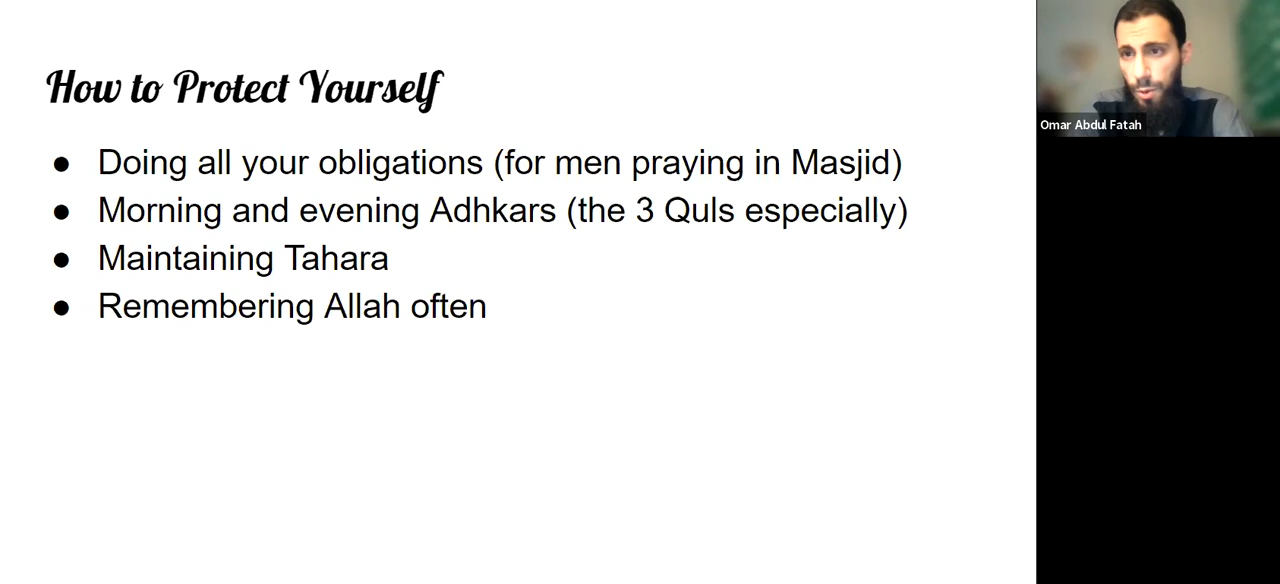 How to Protect Yourself
● Doing all your obligations (for men praying in Masjid)
● Morning and evening Adhkars (the 3 Quls especially)
● Maintaining Tahara
● Remembering Allah often
Omar Abdul Fatah